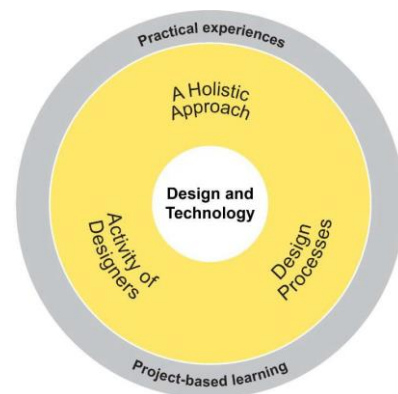 Practical experiences
A Holistic
Approach
Design and
Technology
Activity of
Designers
Design
Processes
Project-based learning